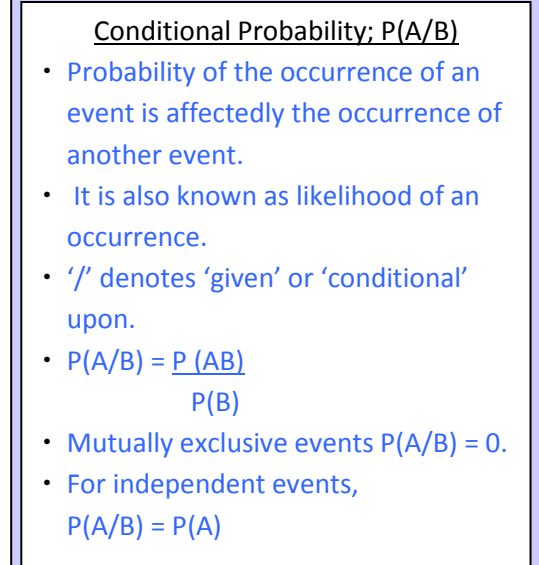 Conditional Probability; P(A/B)
• Probability of the occurrence of an
event is affectedly the occurrence of
another event.
• It is also known as likelihood of an
occurrence.
• ‘/’ denotes ‘given’ or ‘conditional’
upon.
• P(A/B) = P (AB)
P(B)
• Mutually exclusive events P(A/B) = 0.
• For independent events,
P(A/B) = P(A)